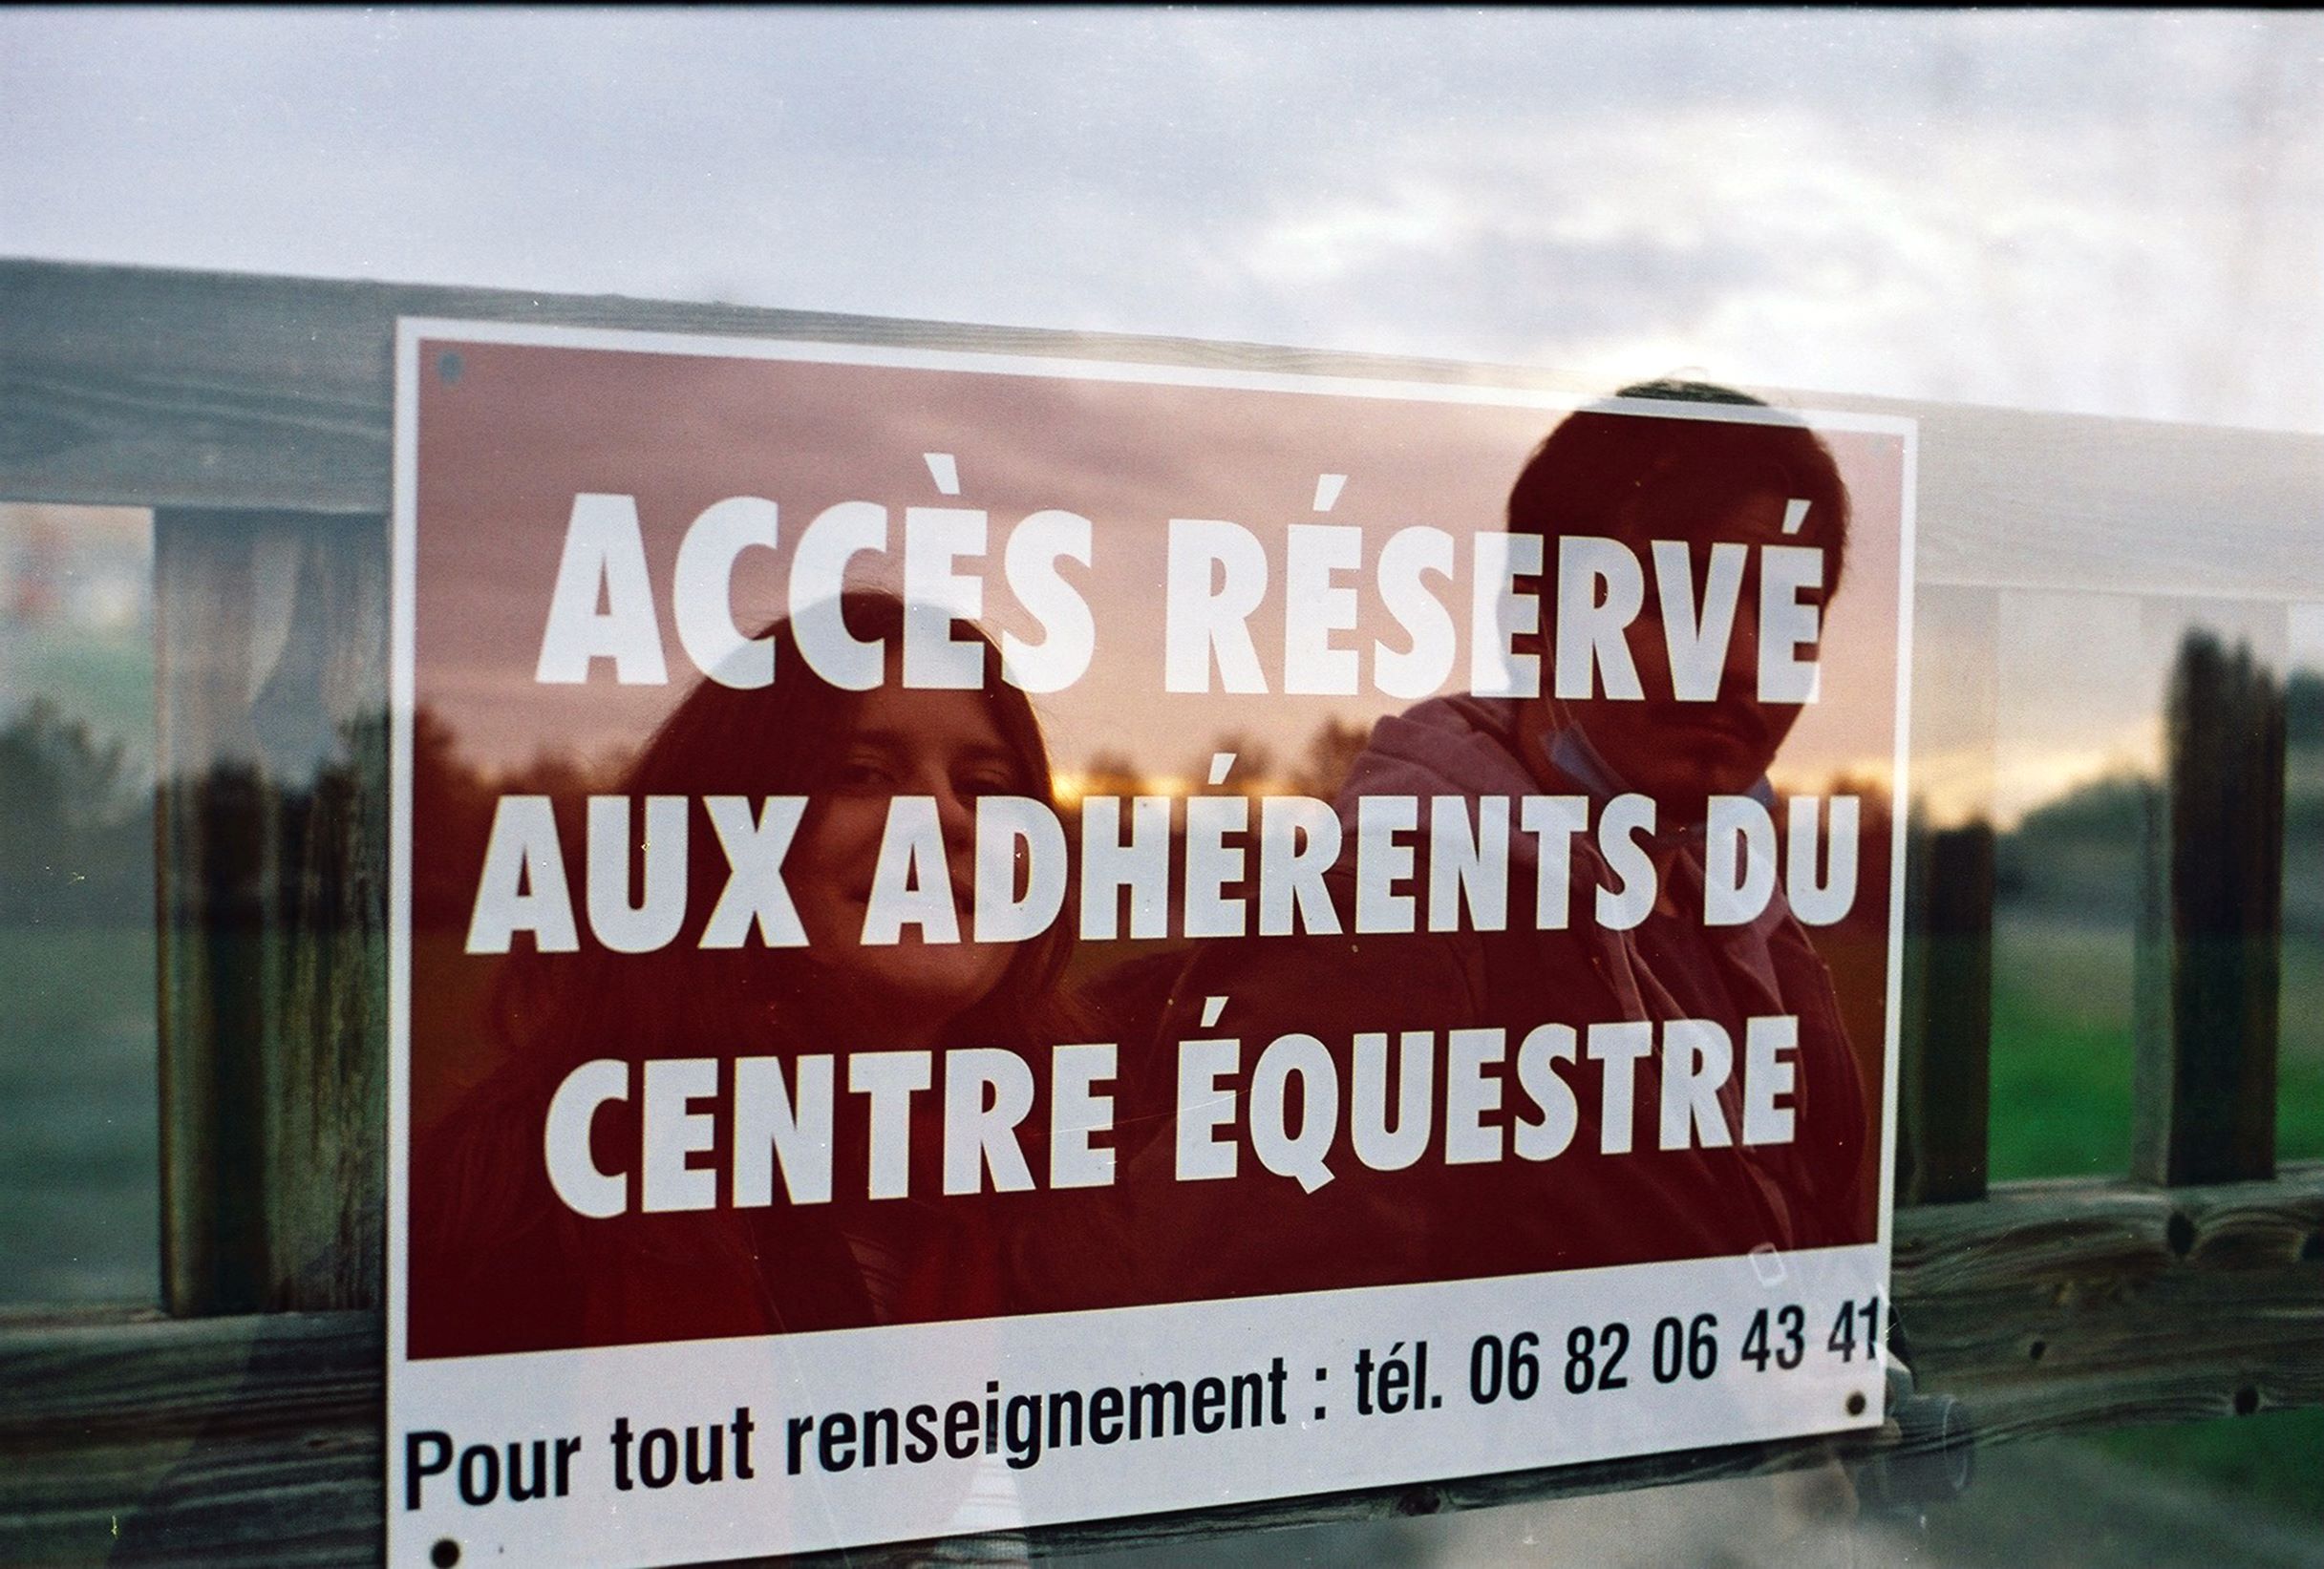 ACCÈS RÉSERVÉ
AUX ADHÉRENTS DU
CENTRE ÉQUESTRE
Pour tout renseignement : tél. 06 82 06 43 41